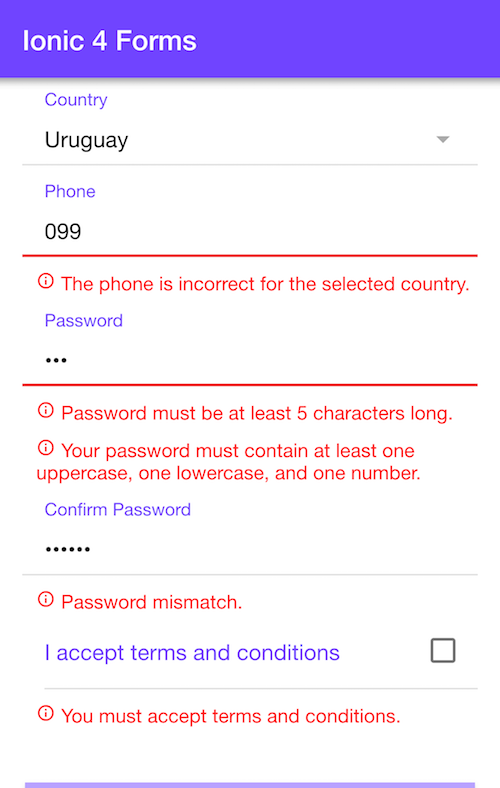 Ionic 4 Forms
Country
Uruguay
Phone
099
The phone is incorrect for the selected country.
Password
•••
Password must be at least 5 characters long.
Your password must contain at least one
uppercase, one lowercase, and one number.
Confirm Password
••••••
Password mismatch.
I accept terms and conditions
You must accept terms and conditions.